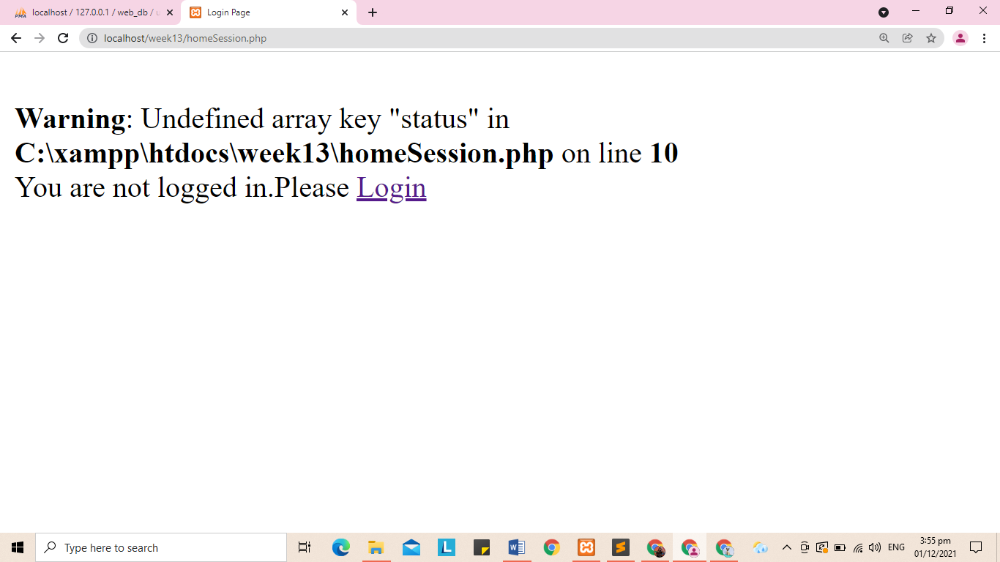 localhost / 127.0.0.1 / web_db / u
Login Page
localhost/week13/homeSession.php
Warning: Undefined array key "status" in
C:\xampp\htdocs\week13\homeSession.php on line 10
You are not logged in.Please Login
Type here to search
ENG
3:55 pm
01/12/2021